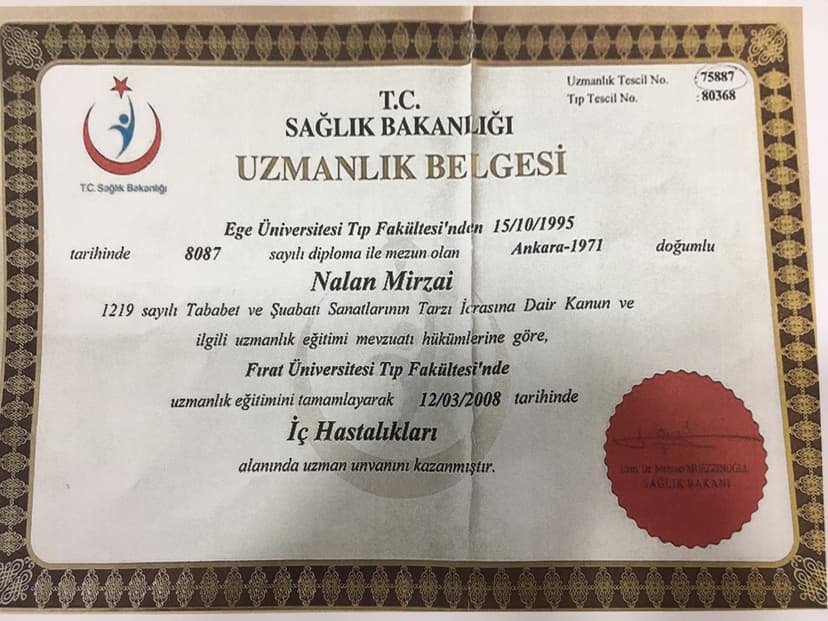 Uzmanlık Tescil No. : 75887
Tıp Tescil No. : 80368
T.C. Sağlık Bakanlığı
T.C.
SAĞLIK BAKANLIĞI
UZMANLIK BELGESİ
Ege Üniversitesi Tıp Fakültesi'nden 15/10/1995
tarihinde 8087 sayılı diploma ile mezun olan Ankara-1971 doğumlu
Nalan Mirzai
1219 sayılı Tababet ve Şuabatı Sanatlarının Tarzı İcrasına Dair Kanun ve
ilgili uzmanlık eğitimi mevzuatı hükümlerine göre,
Fırat Üniversitesi Tıp Fakültesi'nde
uzmanlık eğitimini tamamlayarak 12/03/2008 tarihinde
İç Hastalıkları
alanında uzman unvanını kazanmıştır.
Dr.
SAĞLIK BAKANI